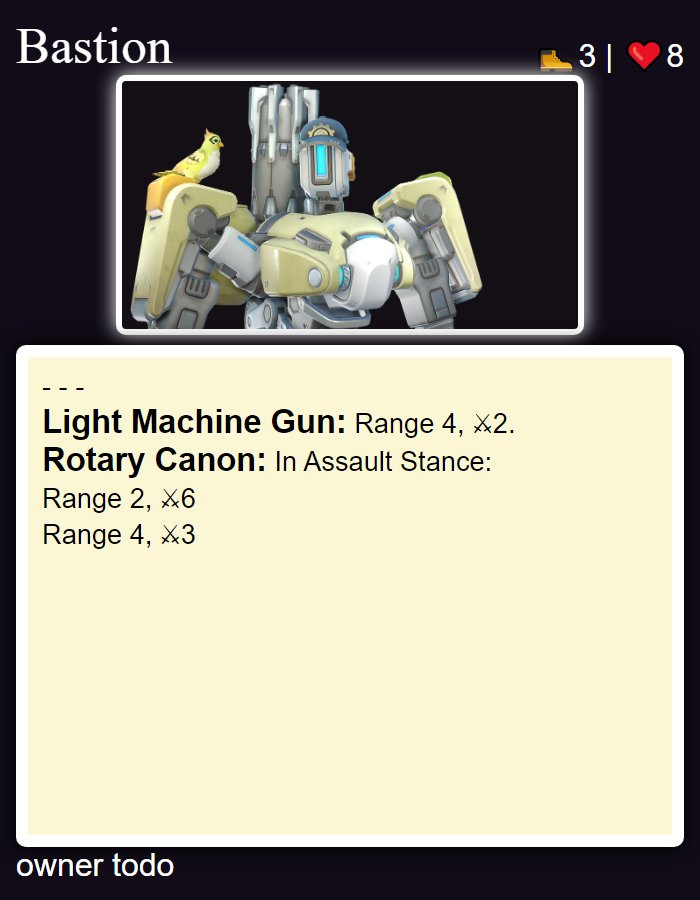 Bastion
🥾3 | ❤️8
- - -
Light Machine Gun: Range 4, ⚔2.
Rotary Canon: In Assault Stance:
Range 2, ⚔6
Range 4, ⚔3
owner todo